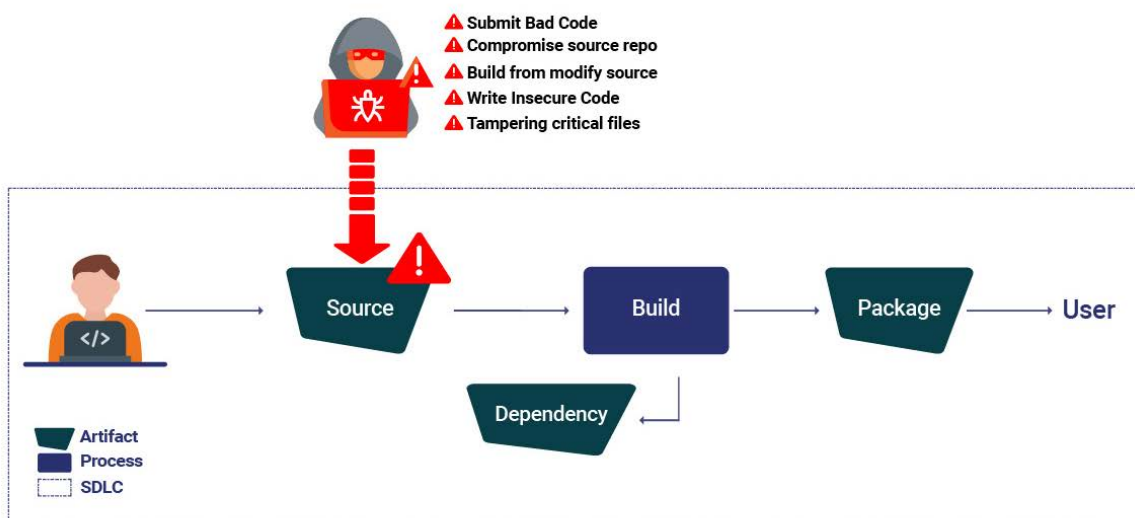 Submit Bad Code
Compromise source repo
Build from modify source
Write Insecure Code
Tampering critical files
Source
Build
Package
User
</>
Dependency
Artifact
Process
SDLC